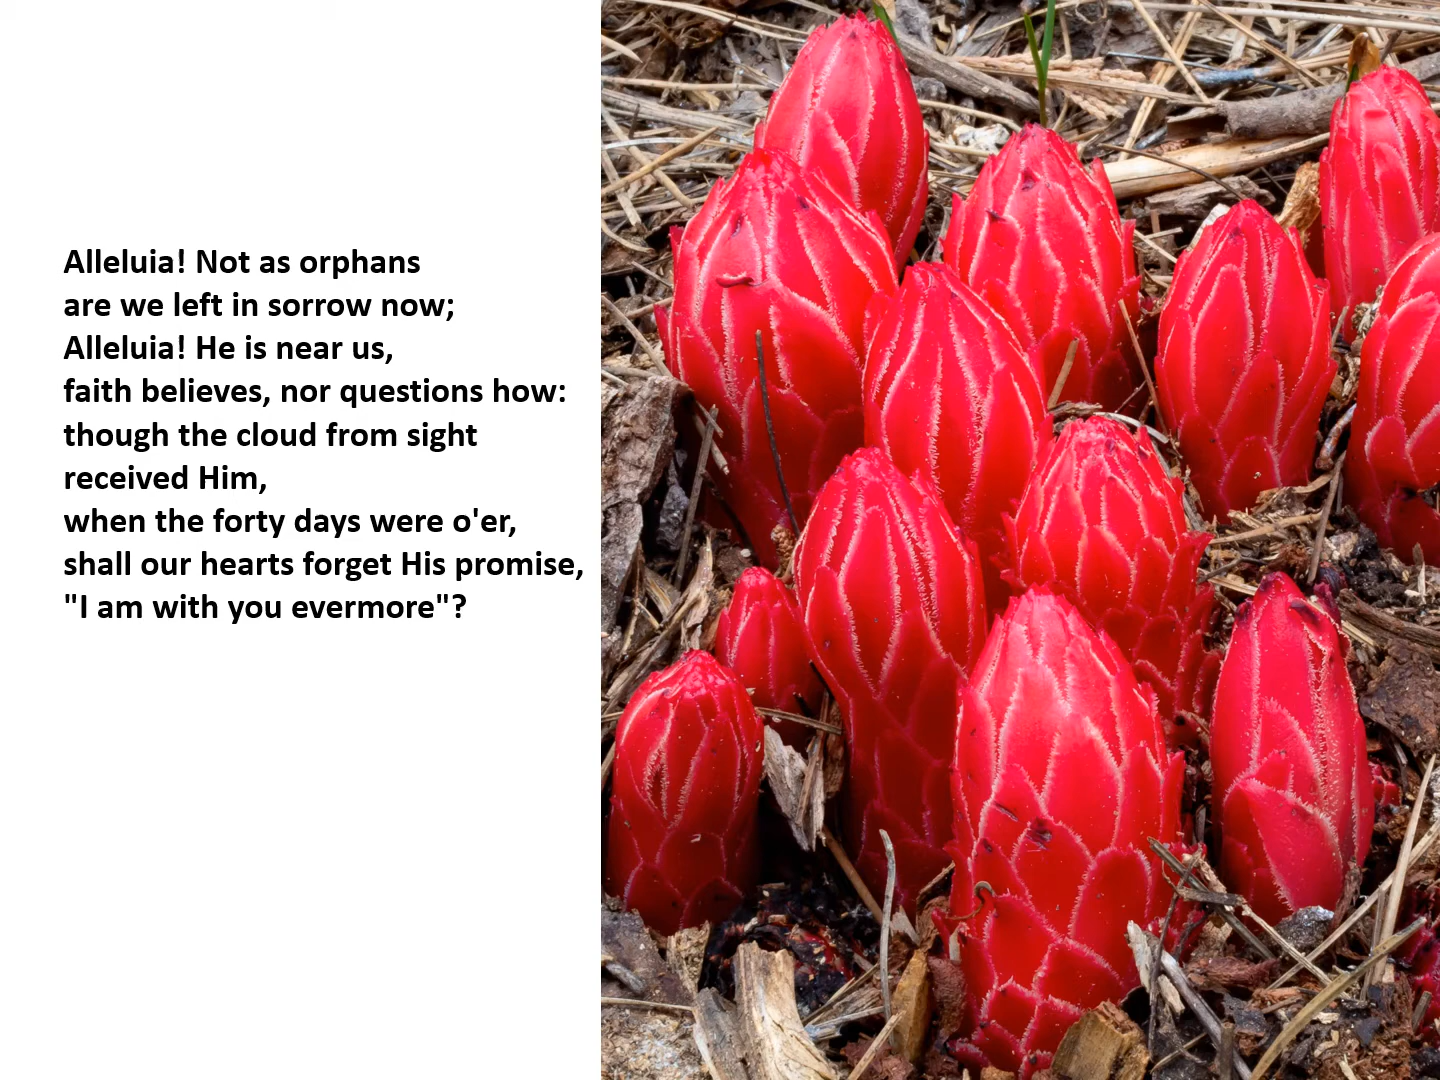 Alleluia! Not as orphans
are we left in sorrow now;
Alleluia! He is near us,
faith believes, nor questions how:
though the cloud from sight
received Him,
when the forty days were o'er,
shall our hearts forget His promise,
"I am with you evermore"?